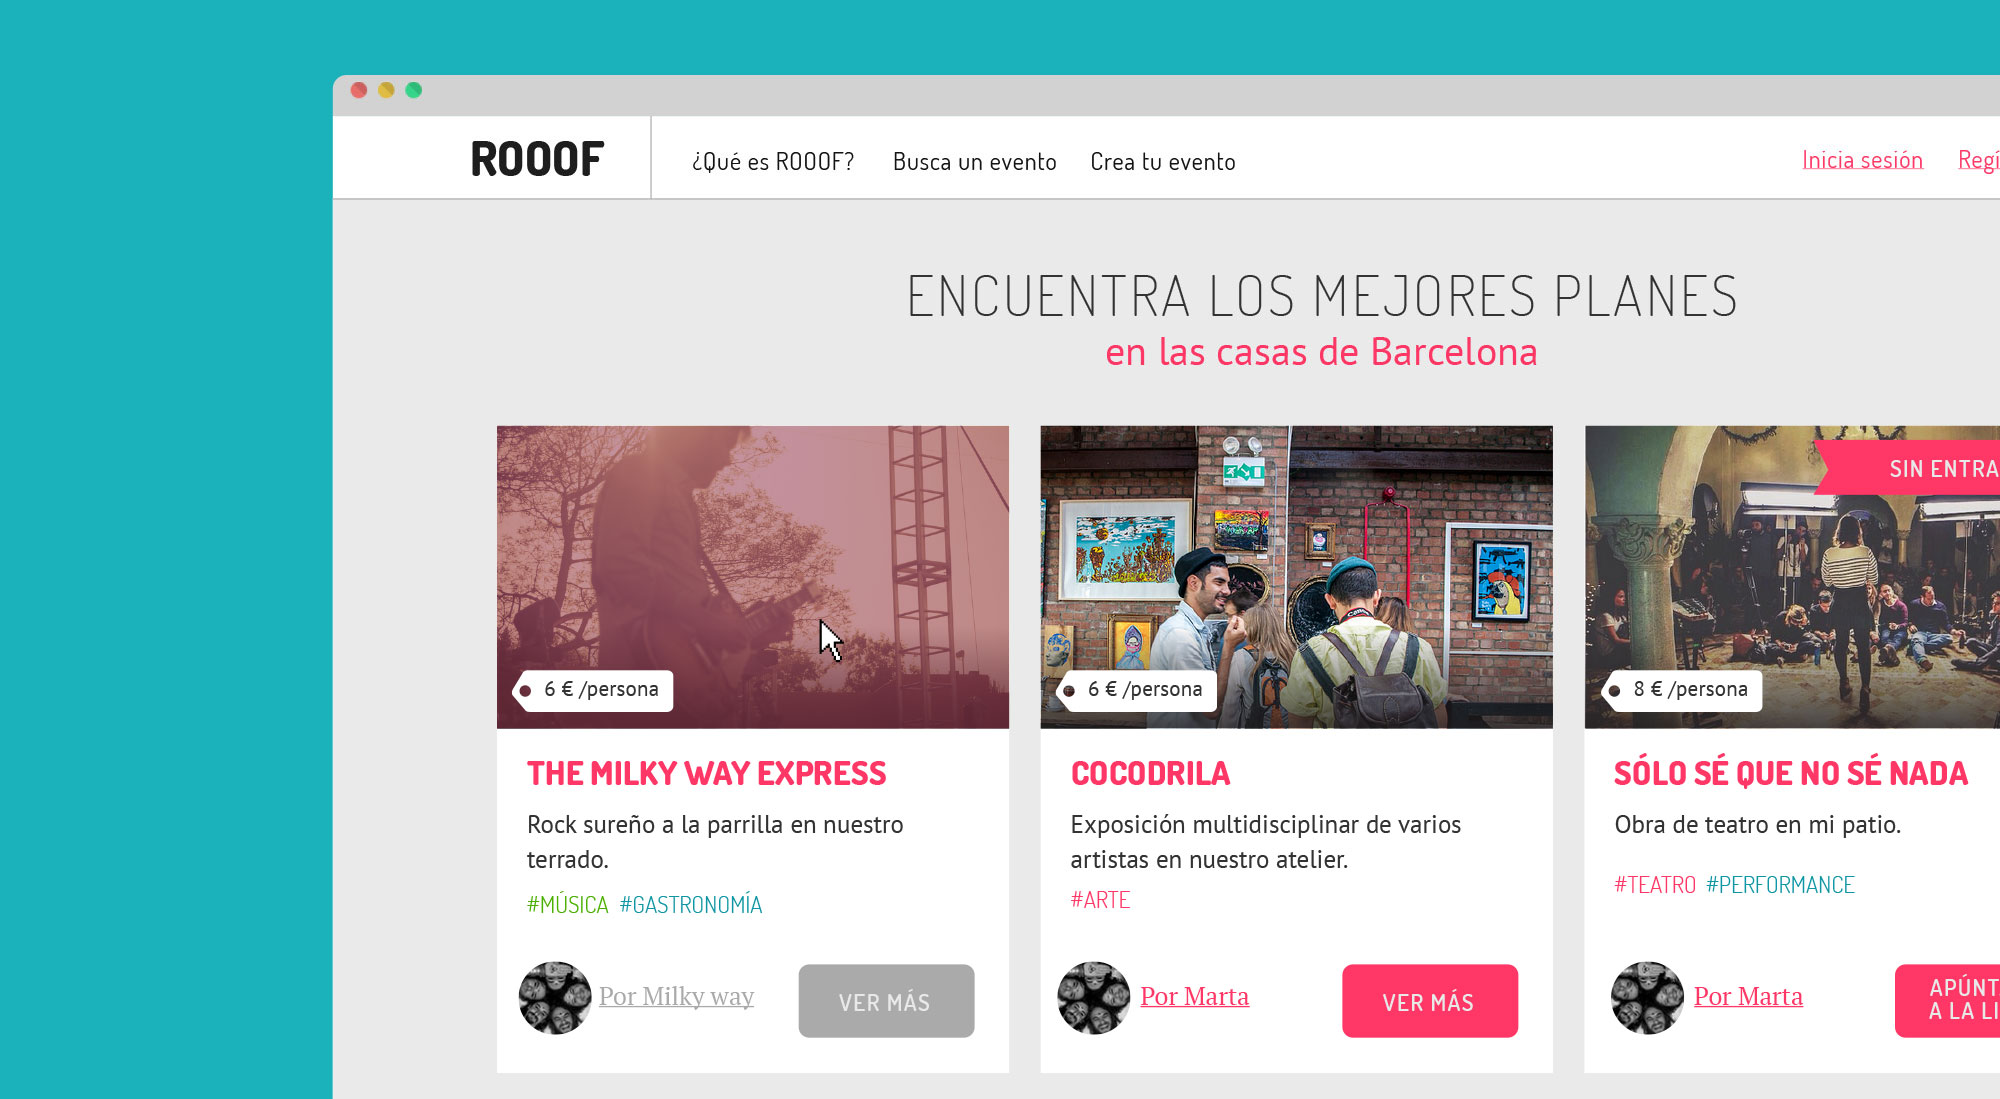 ROOOF
¿Qué es ROOOF?
Busca un evento
Crea tu evento
Inicia sesión
Regí
ENCUENTRA LOS MEJORES PLANES
en las casas de Barcelona
6 € /persona
THE MILKY WAY EXPRESS
Rock sureño a la parrilla en nuestro
terrado.
#MÚSICA #GASTRONOMÍA
Por Milky way
VER MÁS
6 € /persona
COCODRILA
Exposición multidisciplinar de varios
artistas en nuestro atelier.
#ARTE
Por Marta
VER MÁS
SIN ENTRA
8 € /persona
SÓLO SÉ QUE NO SÉ NADA
Obra de teatro en mi patio.
#TEATRO #PERFORMANCE
Por Marta
APÚNT
A LA LI